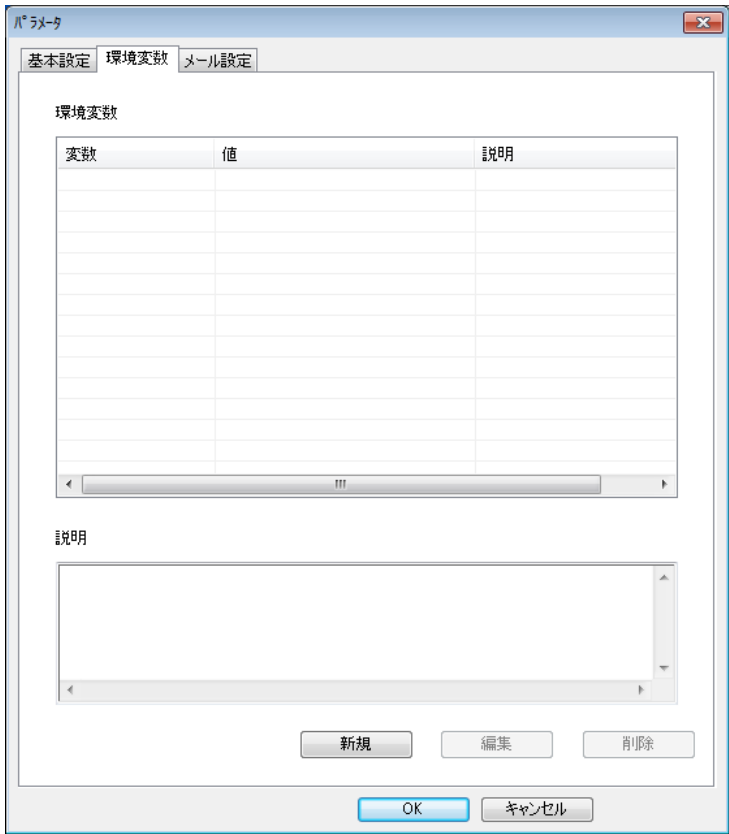 パラメータ
基本設定 環境変数 メール設定
環境変数
変数 値 説明
説明
新規 編集 削除
OK キャンセル